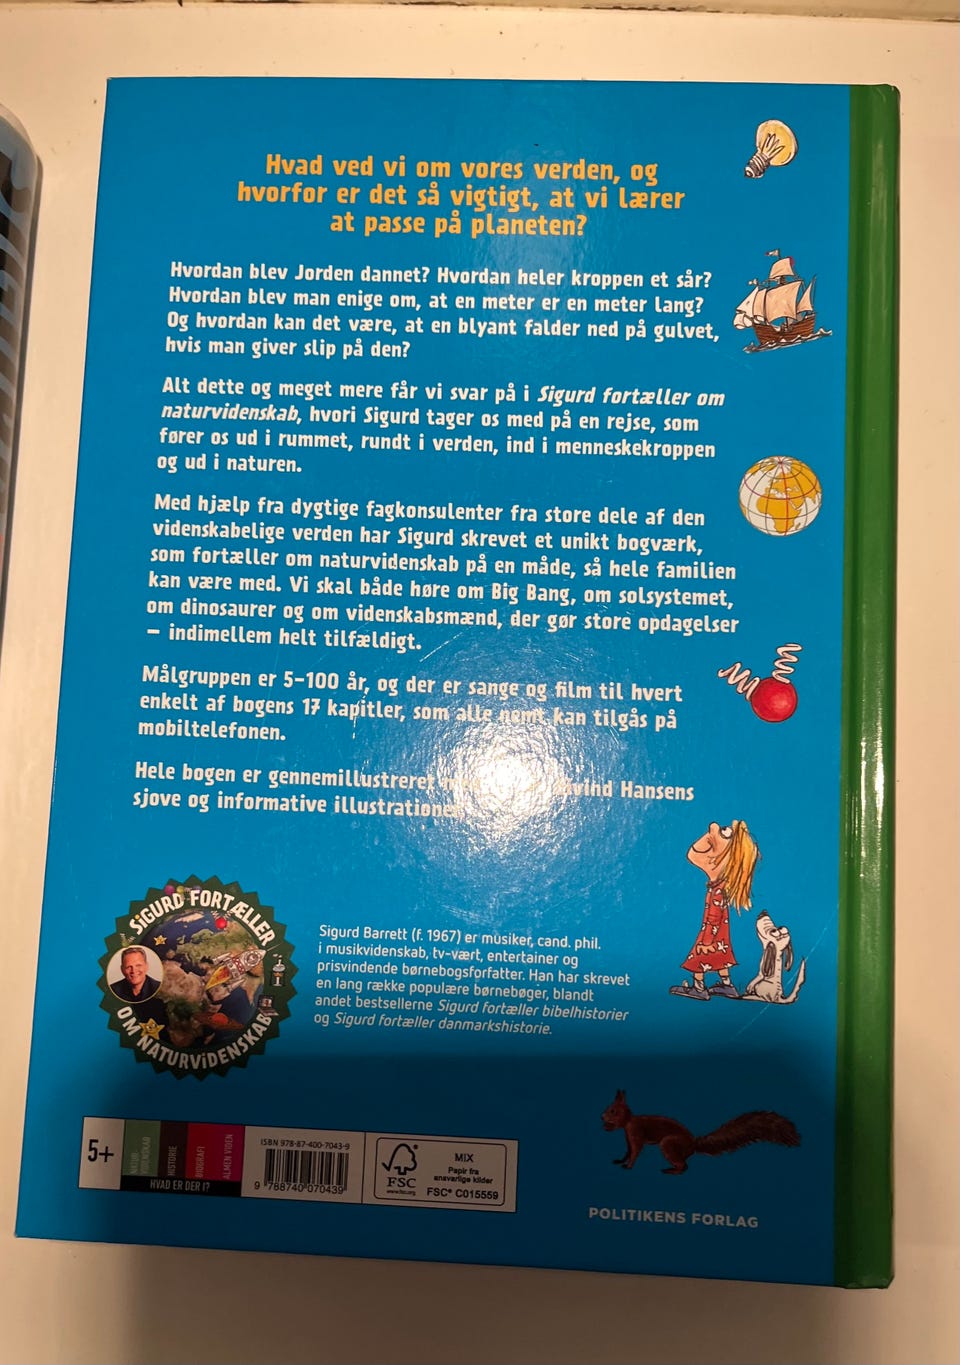 Hvad ved vi om vores verden, og
hvorfor er det så vigtigt, at vi lærer
at passe på planeten?
Hvordan blev Jorden dannet? Hvordan heler kroppen et sår?
Hvordan blev man enige om, at en meter er en meter lang?
Og hvordan kan det være, at en blyant falder ned på gulvet,
hvis man giver slip på den?
Alt dette og meget mere får vi svar på i Sigurd fortæller om
naturvidenskab, hvori Sigurd tager os med på en rejse, som
fører os ud i rummet, rundt i verden, ind i menneskekroppen
og ud i naturen.
Med hjælp fra dygtige fagkonsulenter fra store dele af den
videnskabelige verden har Sigurd skrevet et unikt bogværk,
som fortæller om naturvidenskab på en måde, så hele familien
kan være med. Vi skal både høre om Big Bang, om solsystemet,
om dinosaurer og om videnskabsmænd, der gør store opdagelser
– indimellem helt tilfældigt.
Målgruppen er 5-100 år, og der er sange og film til hvert
enkelt af bogens 17 kapitler, som alle nemt kan tilgås på
mobiltelefonen.
Hele bogen er gennemillustreret Hansens
sjove og informative illustrationer
SIGURD FORTÆLLER
OM NATURVIDENSKAB
Sigurd Barrett (f. 1967) er musiker, cand. phil.
i musikvidenskab, tv-vært, entertainer og
prisvindende børnebogsforfatter. Han har skrevet
en lang række populære børnebøger, blandt
andet bestsellerne Sigurd fortæller bibelhistorier
og Sigurd fortæller danmarkshistorie.
5+
NATUR-
VIDENSKAB
HISTORIE
BIOGRAFI
ALMEN VIDEN
HVAD ER DER I?
ISBN 978-87-400-7043-9
9 788740 070439
FSC
www.fsc.org
MIX
Papir fra
ansvarlige kilder
FSC® C015559
POLITIKENS FORLAG